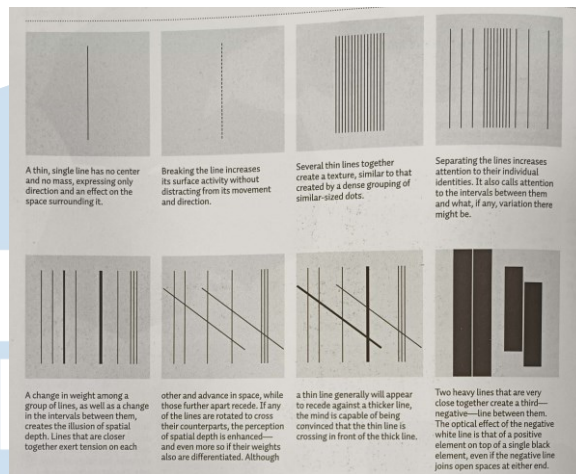 A thin, single line has no center
and no mass, expressing only
direction and an effect on the
space surrounding it.
Breaking the line increases
its surface activity without
distracting from its movement
and direction.
Several thin lines together
create a texture, similar to that
created by a dense grouping of
similar-sized dots.
Separating the lines increases
attention to their individual
identities. It also calls attention
to the intervals between them
and what, if any, variation there
might be.
A change in weight among a
group of lines, as well as a change
in the intervals between them,
creates the illusion of spatial
depth. Lines that are closer
together exert tension on each
other and advance in space, while
those further apart recede. If any
of the lines are rotated to cross
their counterparts, the perception
of spatial depth is enhanced—
and even more so if their weights
also are differentiated. Although
a thin line generally will appear
to recede against a thicker line,
the mind is capable of being
convinced that the thin line is
crossing in front of the thick line.
Two heavy lines that are very
close together create a third—
negative—line between them.
The optical effect of the negative
white line is that of a positive
element on top of a single black
element, even if the negative line
joins open spaces at either end.